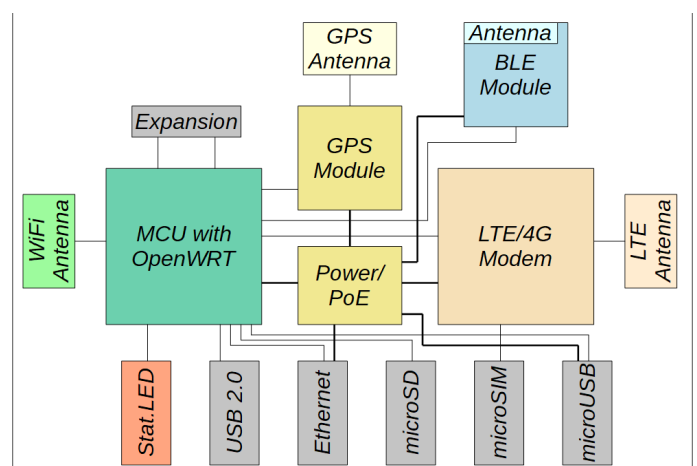 GPS
Antenna
Antenna
BLE
Module
Expansion
GPS
Module
WiFi
Antenna
MCU with
OpenWRT
LTE/4G
Modem
LTE
Antenna
Power/
PoE
Stat.LED
USB 2.0
Ethernet
microSD
microSIM
microUSB